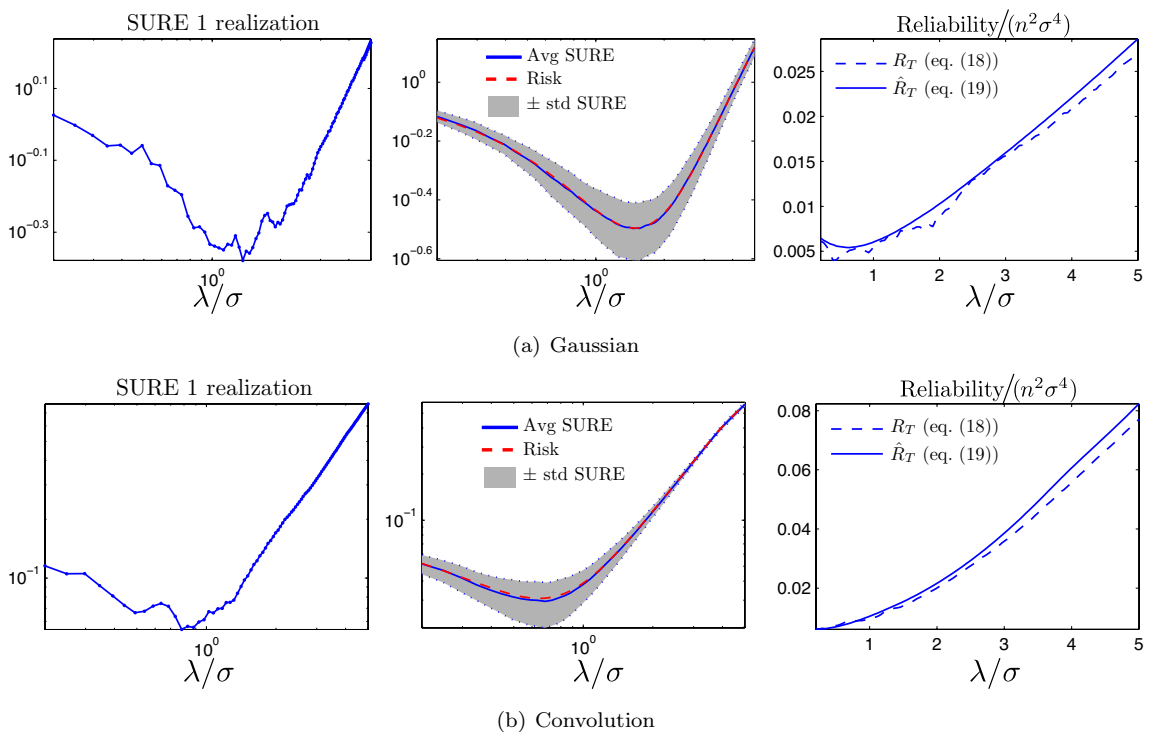 SURE 1 realization
10^0.1
10^−0.1
10^−0.3
10^0
λ/σ
Avg SURE
Risk
± std SURE
10^0
10^−0.2
10^−0.4
10^−0.6
10^0
λ/σ
Reliability/(n²σ⁴)
R_T (eq. (18))
R̂_T (eq. (19))
0.025
0.02
0.015
0.01
0.005
1 2 3 4 5
λ/σ
(a) Gaussian
SURE 1 realization
10^−1
10^0
λ/σ
Avg SURE
Risk
± std SURE
10^−1
10^0
λ/σ
Reliability/(n²σ⁴)
R_T (eq. (18))
R̂_T (eq. (19))
0.08
0.06
0.04
0.02
1 2 3 4 5
λ/σ
(b) Convolution